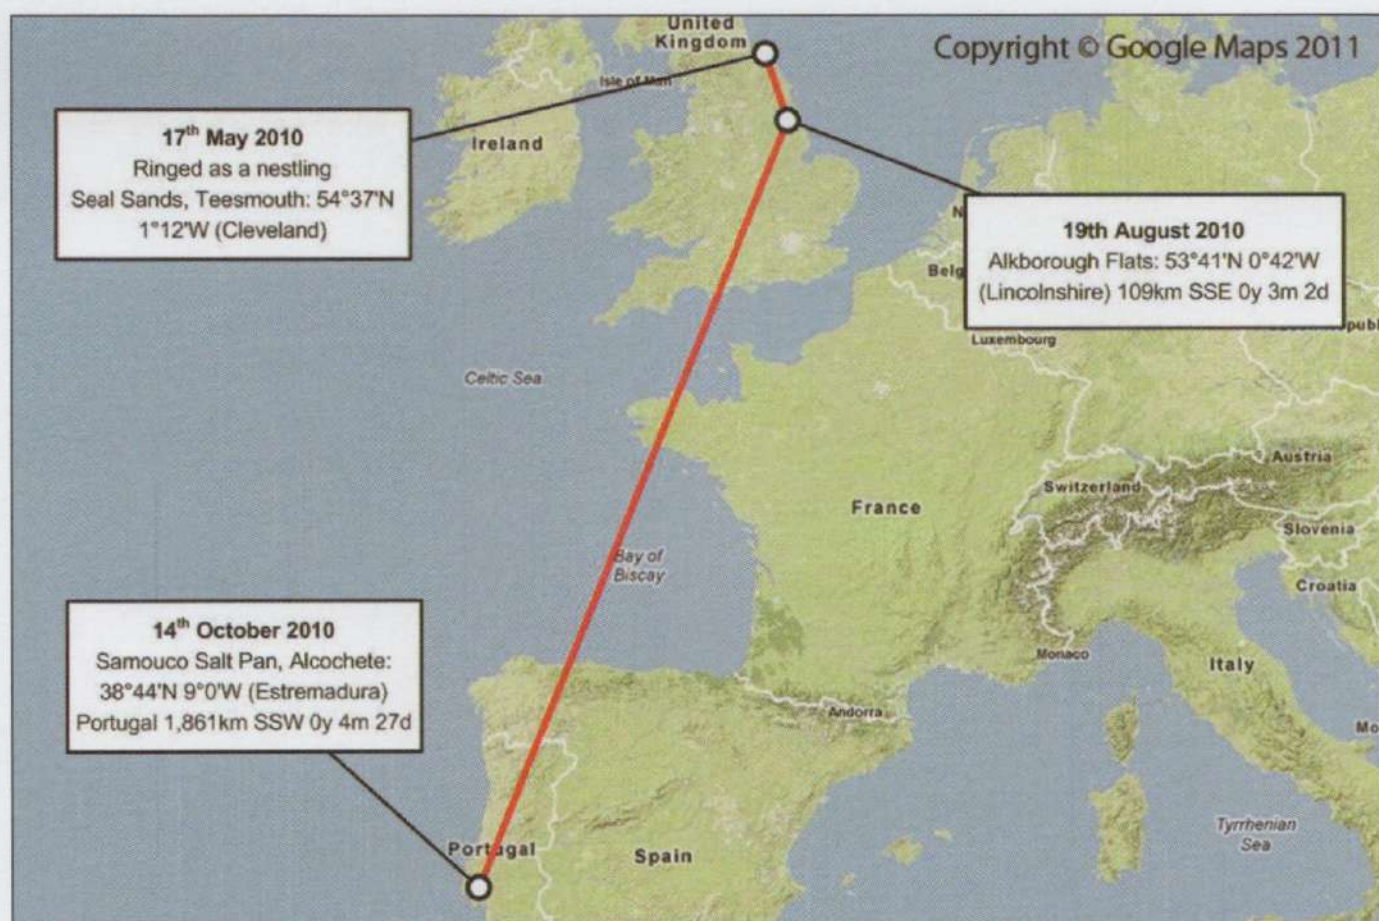 United
Kingdom
Copyright © Google Maps 2011
Isle of Man
17th May 2010
Ringed as a nestling
Seal Sands, Teesmouth: 54°37'N
1°12'W (Cleveland)
Ireland
19th August 2010
Alkborough Flats: 53°41'N 0°42'W
(Lincolnshire) 109km SSE 0y 3m 2d
N
Belg
Luxembourg
Republ
Celtic Sea
Austria
Switzerland
France
Slovenia
Bay of
Biscay
Croatia
14th October 2010
Samouco Salt Pan, Alcochete:
38°44'N 9°0'W (Estremadura)
Portugal 1,861km SSW 0y 4m 27d
Monaco
Italy
Andorra
Mo
Tyrrhenian
Sea
Portugal
Spain